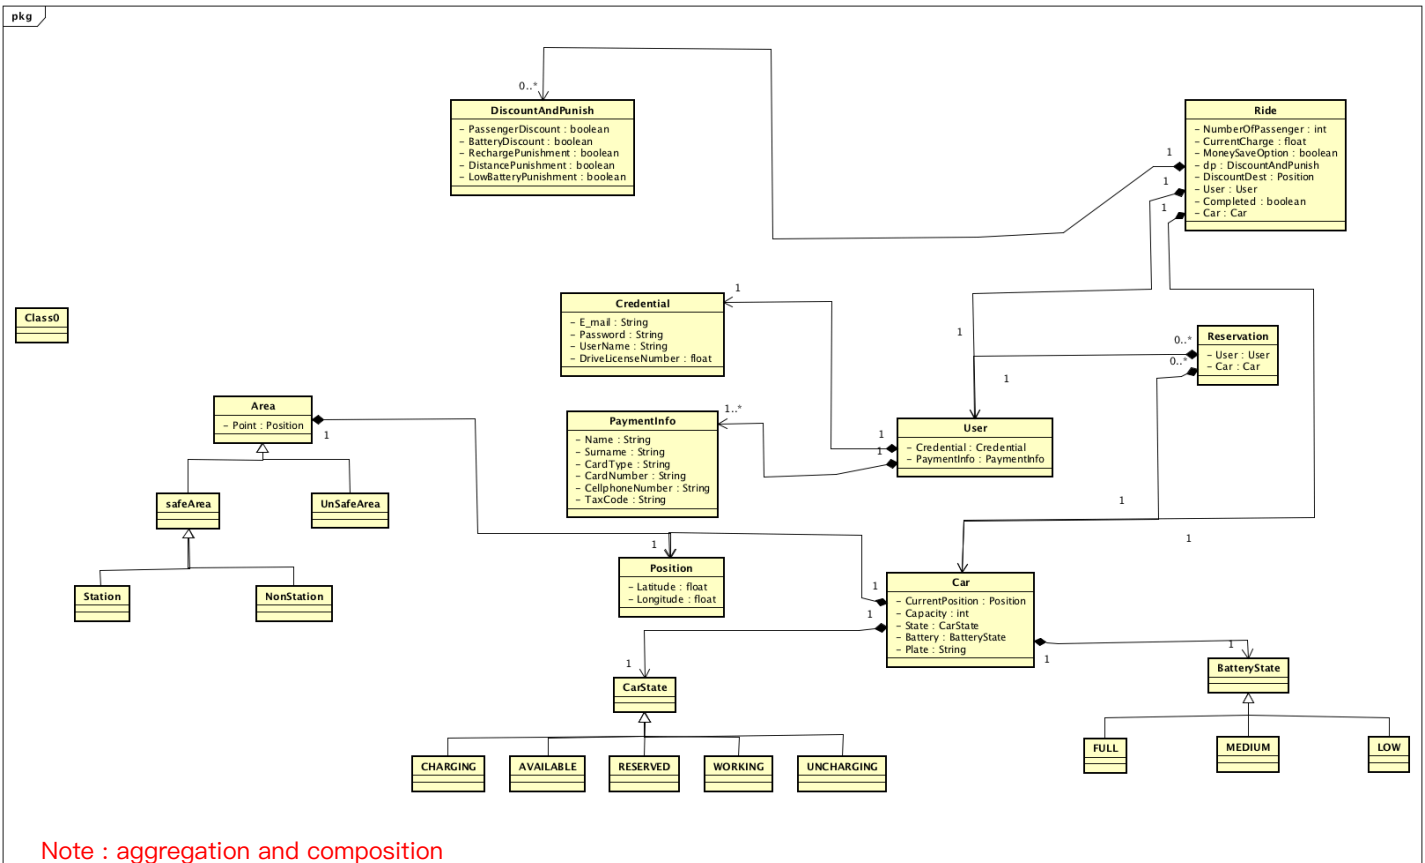 pkg
0..*
DiscountAndPunish
- PassengerDiscount : boolean
- BatteryDiscount : boolean
- RechargePunishment : boolean
- DistancePunishment : boolean
- LowBatteryPunishment : boolean
Ride
- NumberOfPassenger : int
- CurrentCharge : float
- MoneySaveOption : boolean
- dp : DiscountAndPunish
- DiscountDest : Position
- User : User
- Completed : boolean
- Car : Car
1
1
1
Class0
Credential
- E_mail : String
- Password : String
- UserName : String
- DriveLicenseNumber : float
1
1
Reservation
- User : User
- Car : Car
0..*
0..*
1
Area
- Point : Position
1
PaymentInfo
- Name : String
- Surname : String
- CardType : String
- CardNumber : String
- CellphoneNumber : String
- TaxCode : String
1..*
User
- Credential : Credential
- PaymentInfo : PaymentInfo
1
1
safeArea
UnSafeArea
1
1
1
Position
- Latitude : float
- Longitude : float
Car
- CurrentPosition : Position
- Capacity : int
- State : CarState
- Battery : BatteryState
- Plate : String
1
1
1
Station
NonStation
1
CarState
1
BatteryState
CHARGING
AVAILABLE
RESERVED
WORKING
UNCHARGING
FULL
MEDIUM
LOW
Note : aggregation and composition